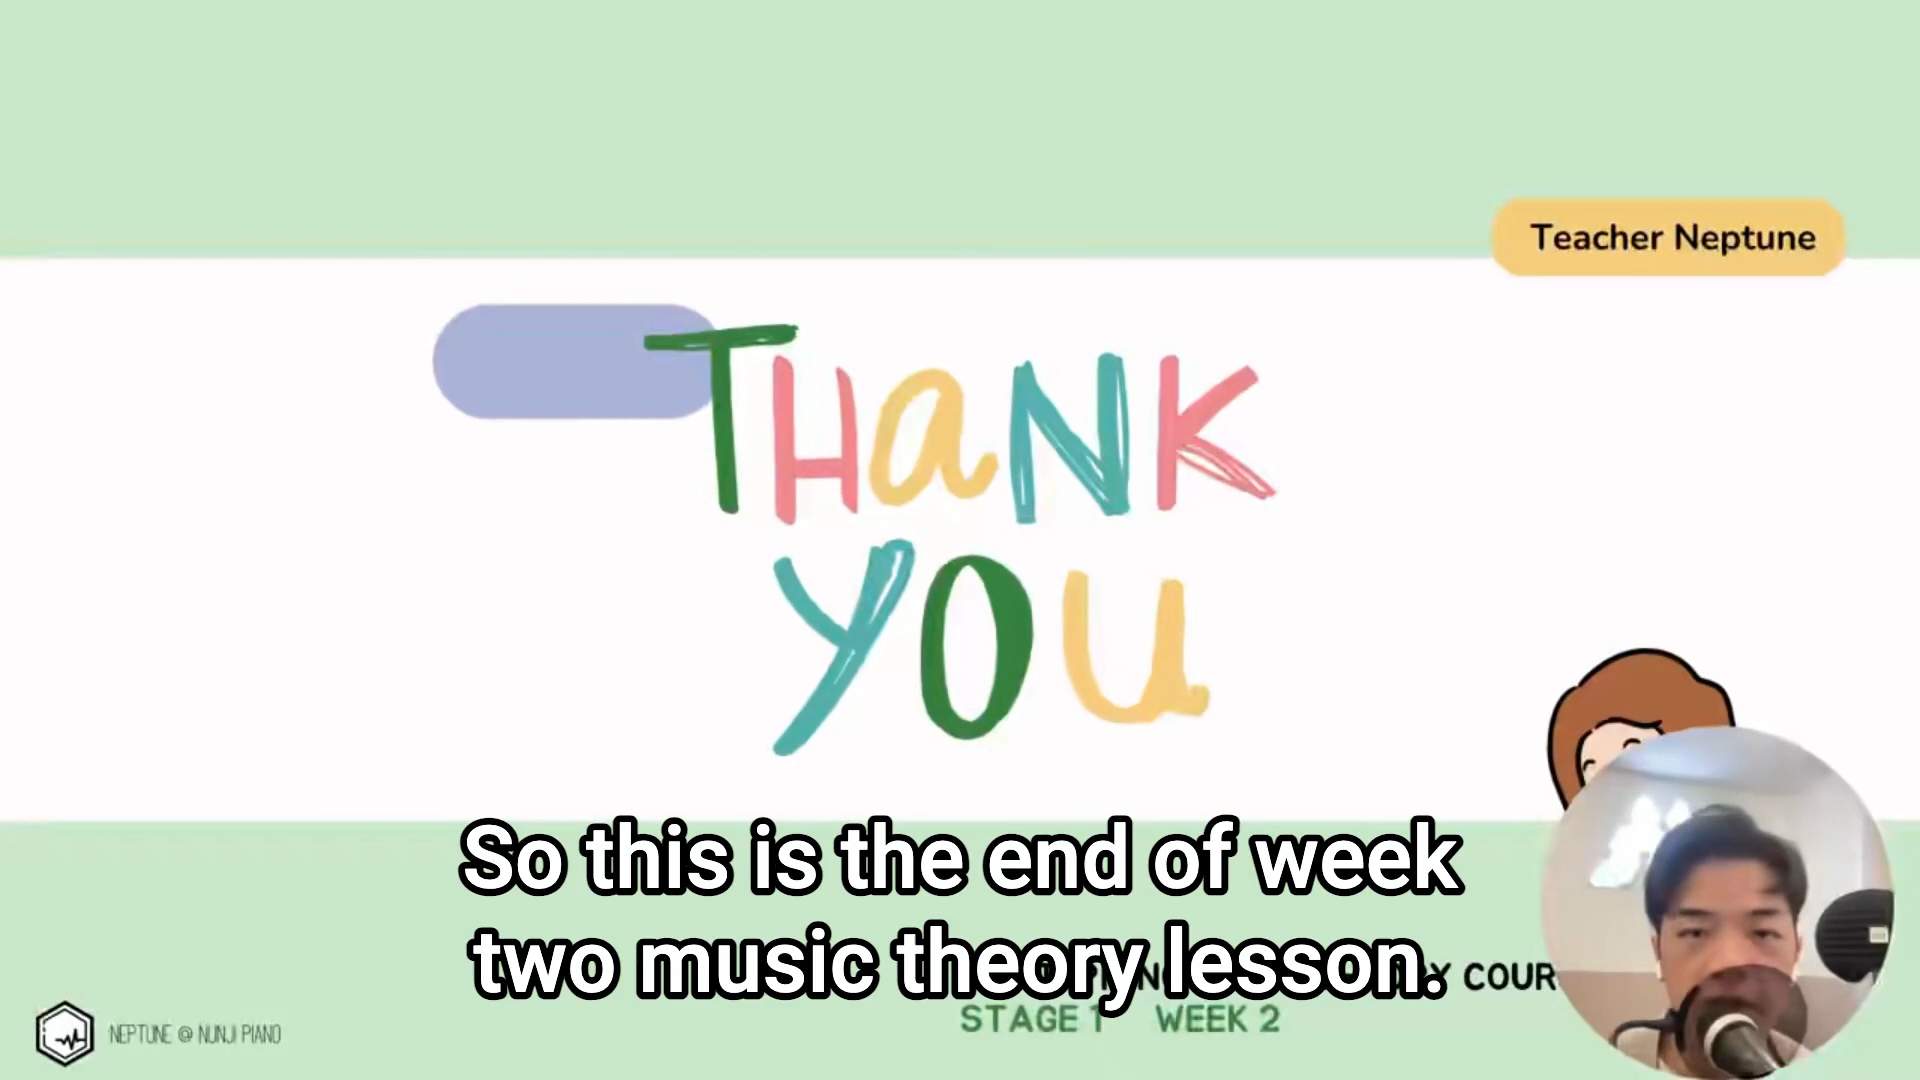 Teacher Neptune
THaNK
YOU
So this is the end of week
two music theory lesson.
STAGE 1 WEEK 2
NEPTUNE @ NUNJI PIANO